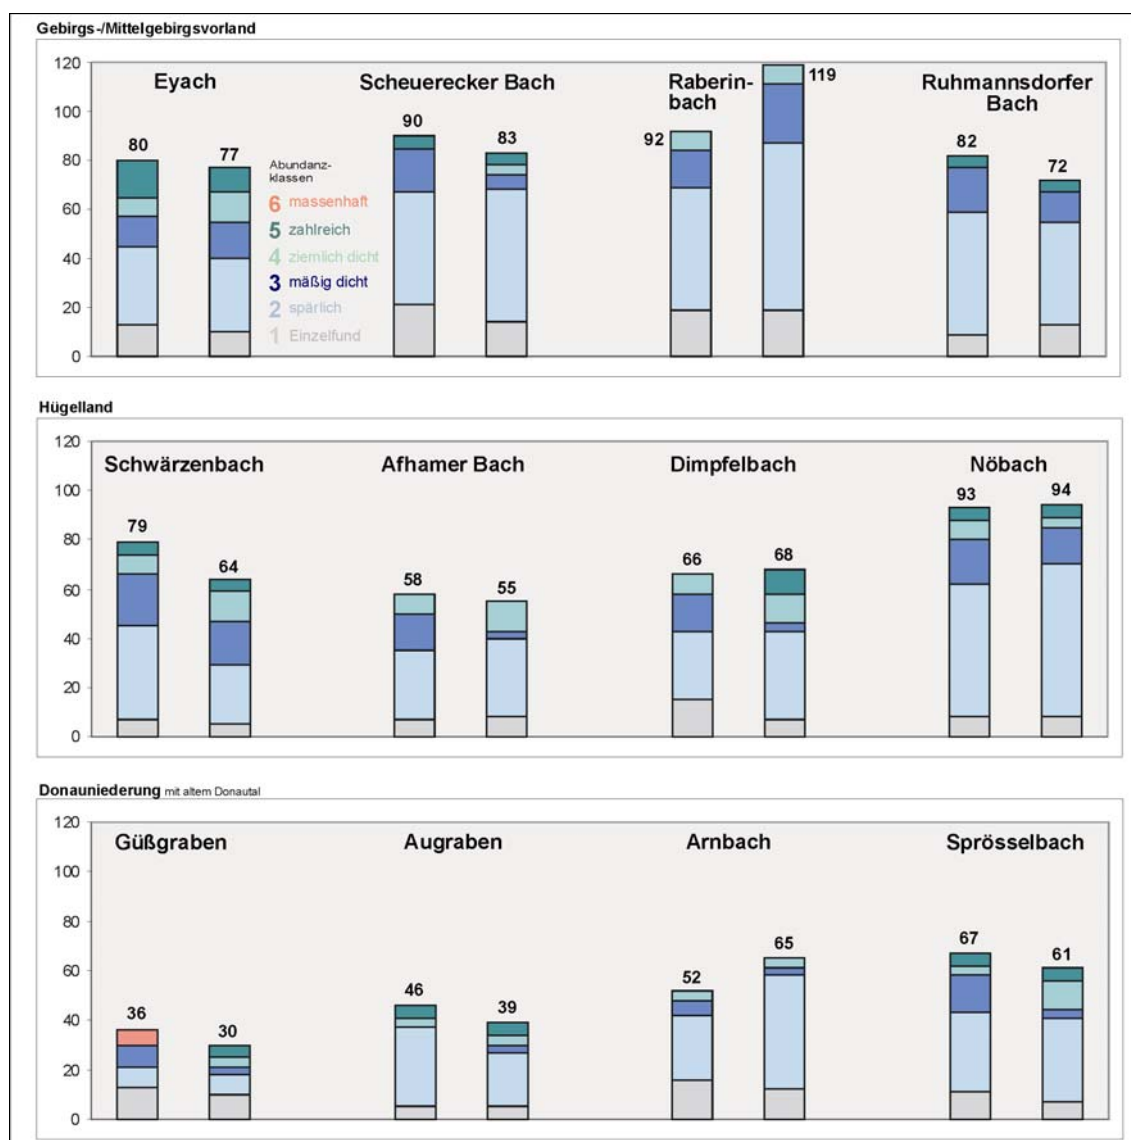 Gebirgs-/Mittelgebirgsvorland
120
100
80
60
40
20
0
Eyach
80
77
Abundanz-
klassen
6 massenhaft
5 zahlreich
4 ziemlich dicht
3 mäßig dicht
2 spärlich
1 Einzelfund
Scheuerecker Bach
90
83
Raberin-
bach
92
119
Ruhmannsdorfer
Bach
82
72
Hügelland
120
100
80
60
40
20
0
Schwärzenbach
79
64
Afhamer Bach
58
55
Dimpfelbach
66
68
Nöbach
93
94
Donauniederung mit altem Donautal
120
100
80
60
40
20
0
Güßgraben
36
30
Augraben
46
39
Arnbach
52
65
Sprösselbach
67
61